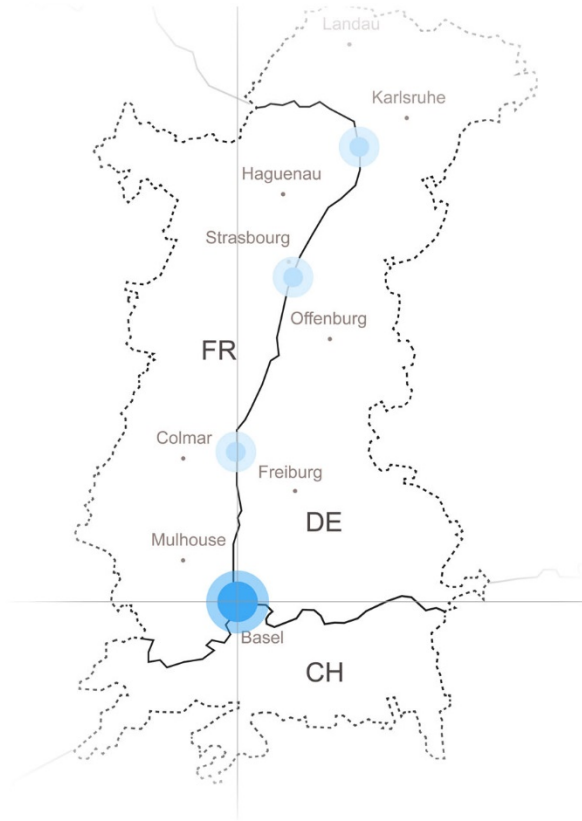 Landau
Karlsruhe
Haguenau
Strasbourg
Offenburg
FR
Colmar
Freiburg
DE
Mulhouse
Basel
CH